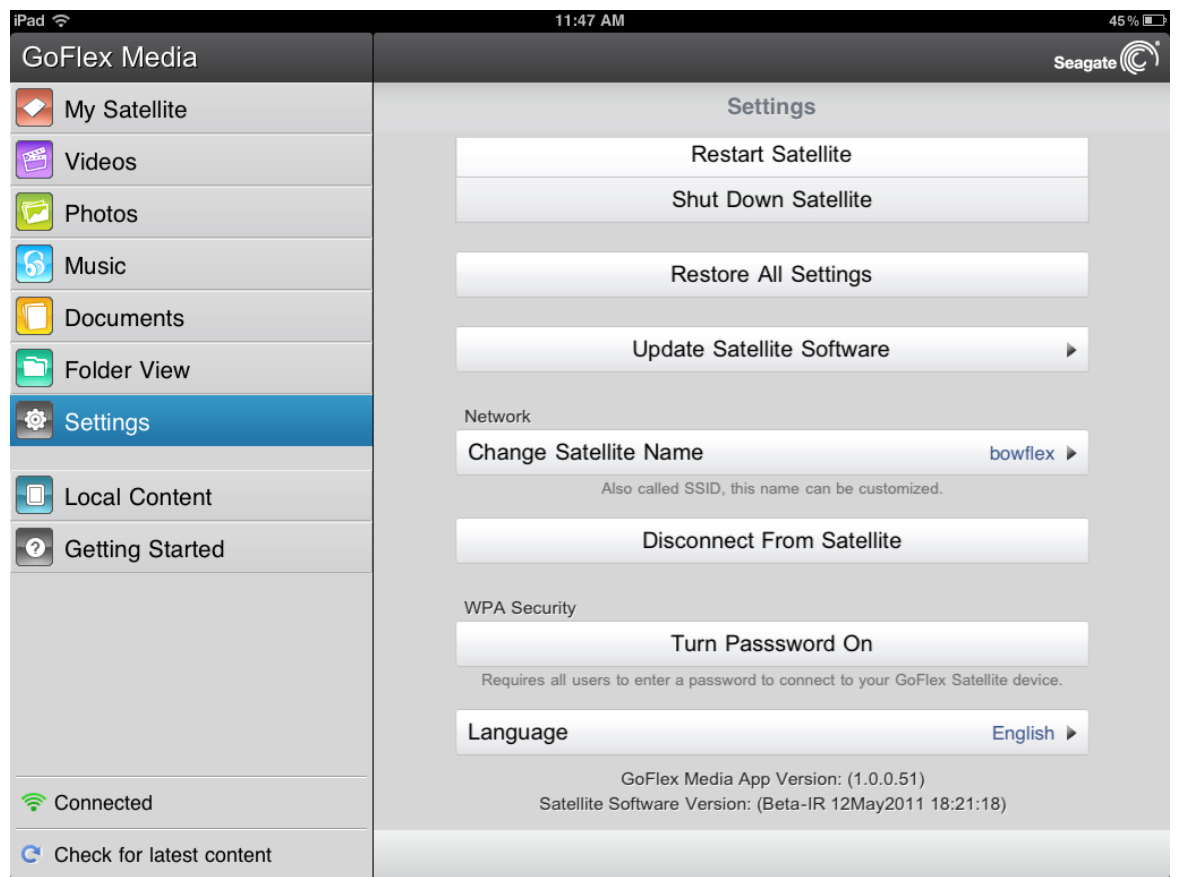 iPad 11:47 AM 45%
GoFlex Media
Seagate
My Satellite
Videos
Photos
Music
Documents
Folder View
Settings
Local Content
Getting Started
Connected
Check for latest content
Settings
Restart Satellite
Shut Down Satellite
Restore All Settings
Update Satellite Software
Network
Change Satellite Name bowflex
Also called SSID, this name can be customized.
Disconnect From Satellite
WPA Security
Turn Passsword On
Requires all users to enter a password to connect to your GoFlex Satellite device.
Language English
GoFlex Media App Version: (1.0.0.51)
Satellite Software Version: (Beta-IR 12May2011 18:21:18)